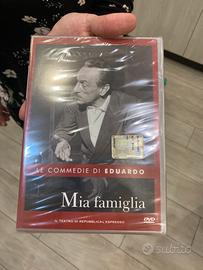 LE COMMEDIE DI EDUARDO
Mia famiglia
IL TEATRO DI REPUBBLICA L'ESPRESSO
DVD
Subito